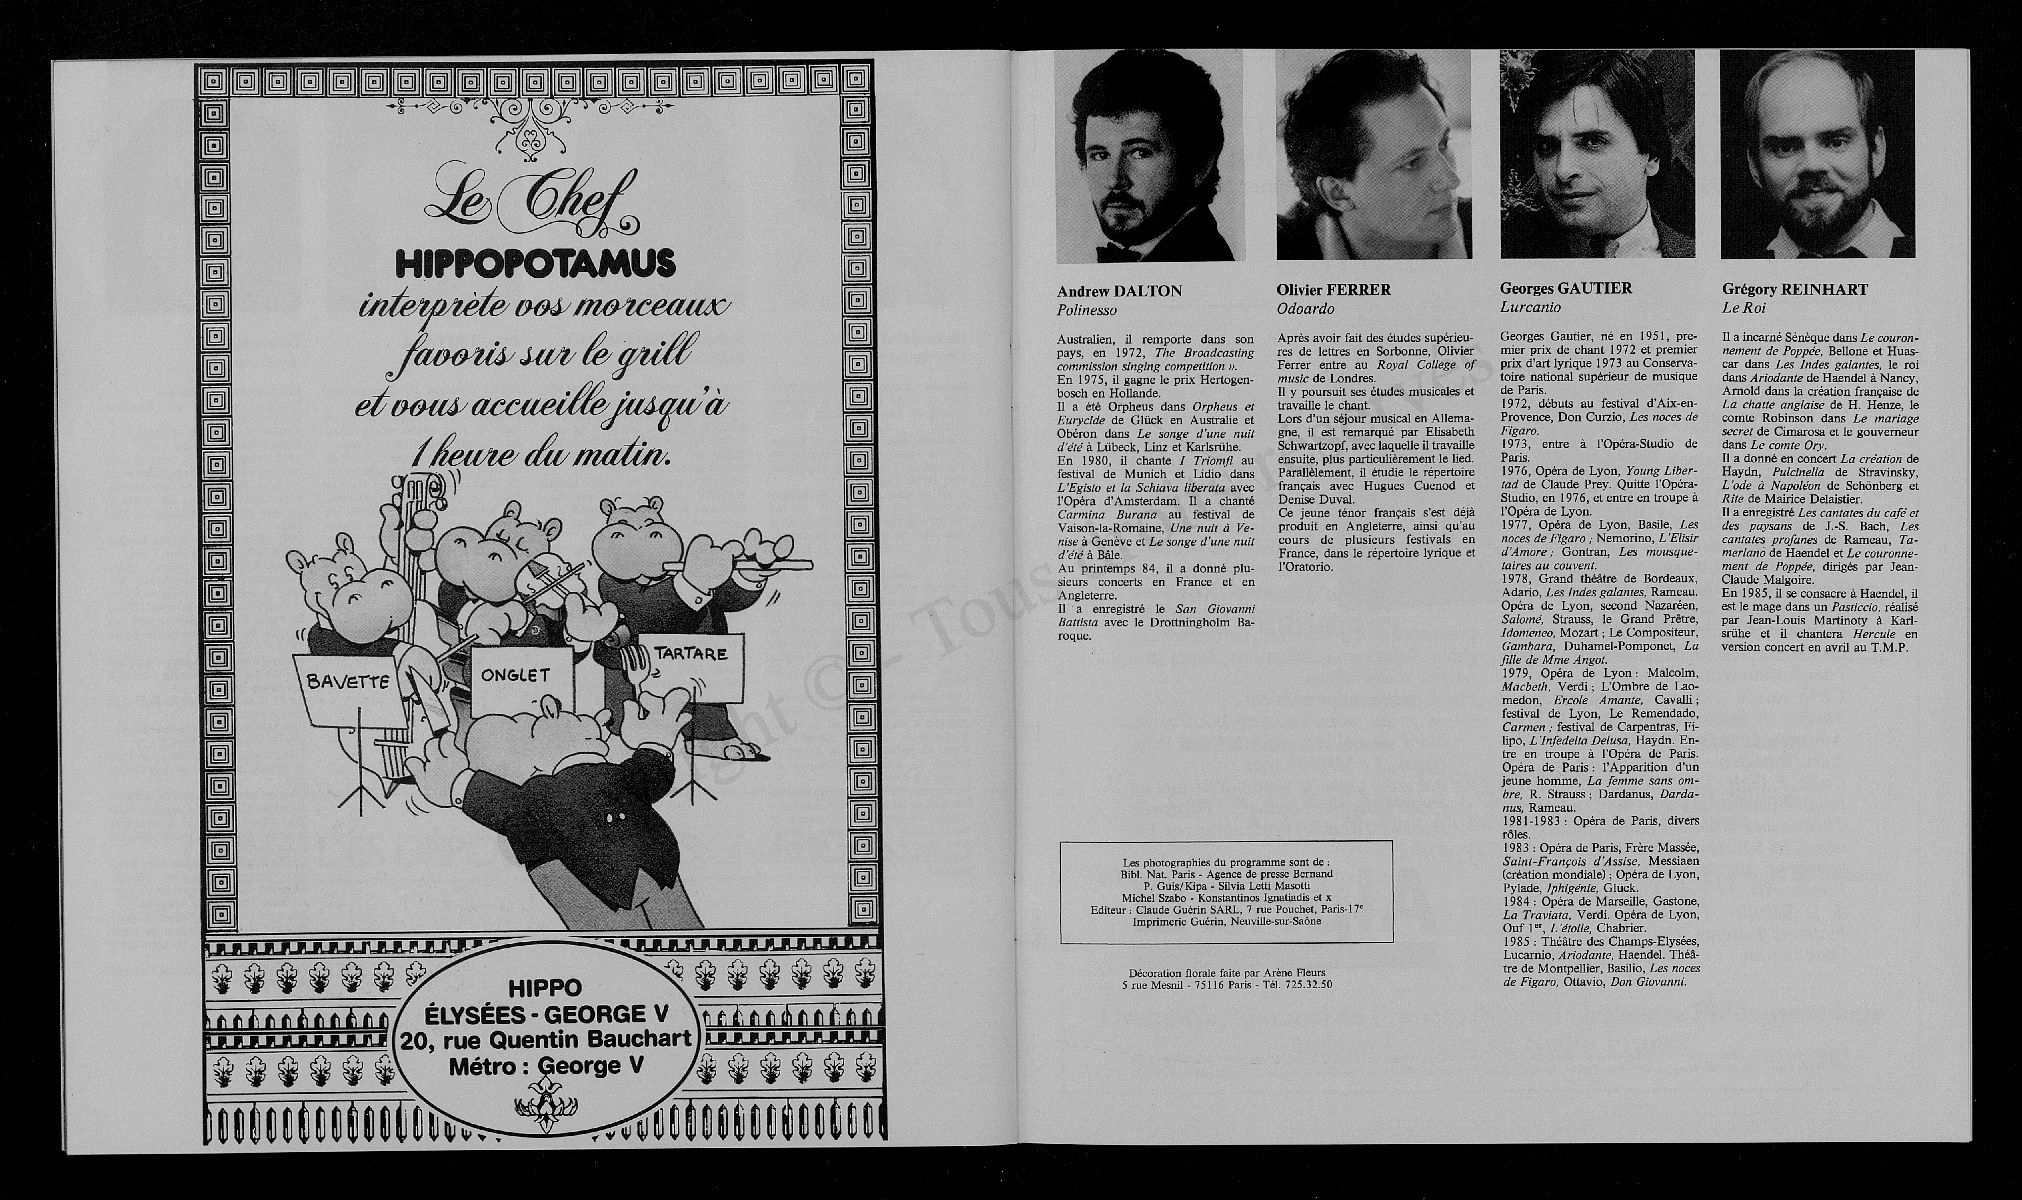 Le Chef
HIPPOPOTAMUS
interprète vos morceaux
favoris sur le grill
et vous accueille jusqu'à
1 heure du matin.
BAVETTE
ONGLET
TARTARE
HIPPO
ÉLYSÉES - GEORGE V
20, rue Quentin Bauchart
Métro : George V
Andrew DALTON
Polinesso
Australien, il remporte dans son
pays, en 1972, The Broadcasting
commission singing competition ».
En 1975, il gagne le prix Hertogen-
bosch en Hollande.
Il a été Orpheus dans Orpheus et
Eurycide de Glück en Australie et
Obéron dans Le songe d'une nuit
d'été à Lübeck, Linz et Karlsrühe.
En 1980, il chante I Triomfi au
festival de Munich et Lidio dans
L'Egisto et la Schiava liberata avec
l'Opéra d'Amsterdam. Il a chanté
Carmina Burana au festival de
Vaison-la-Romaine, Une nuit à Ve-
nise à Genève et Le songe d'une nuit
d'été à Bâle.
Au printemps 84, il a donné plu-
sieurs concerts en France et en
Angleterre.
Il a enregistré le San Giovanni
Battista avec le Drottningholm Ba-
roque.
Olivier FERRER
Odoardo
Après avoir fait des études supérieu-
res de lettres en Sorbonne, Olivier
Ferrer entre au Royal College of
music de Londres.
Il y poursuit ses études musicales et
travaille le chant.
Lors d'un séjour musical en Allema-
gne, il est remarqué par Elisabeth
Schwartzopf, avec laquelle il travaille
ensuite, plus particulièrement le lied.
Parallèlement, il étudie le répertoire
français avec Hugues Cuenod et
Denise Duval.
Ce jeune ténor français s'est déjà
produit en Angleterre, ainsi qu'au
cours de plusieurs festivals en
France, dans le répertoire lyrique et
l'Oratorio.
Georges GAUTIER
Lurcanio
Georges Gautier, né en 1951, pre-
mier prix de chant 1972 et premier
prix d'art lyrique 1973 au Conserva-
toire national supérieur de musique
de Paris.
1972, débuts au festival d'Aix-en-
Provence, Don Curzio, Les noces de
Figaro.
1973, entre à l'Opéra-Studio de
Paris.
1976, Opéra de Lyon, Young Liber-
tad de Claude Prey. Quitte l'Opéra-
Studio, en 1976, et entre en troupe à
l'Opéra de Lyon.
1977, Opéra de Lyon, Basile, Les
noces de Figaro ; Nemorino, L'Elisir
d'Amore ; Gontran, Les mousque-
taires au couvent.
1978, Grand théâtre de Bordeaux,
Adario, Les Indes galantes, Rameau.
Opéra de Lyon, second Nazaréen,
Salomé, Strauss, le Grand Prêtre,
Idomeneo, Mozart ; Le Compositeur,
Gambara, Duhamel-Pomponet, La
fille de Mme Angot.
1979, Opéra de Lyon : Malcolm,
Macbeth, Verdi ; L'Ombre de Lao-
medon, Ercole Amante, Cavalli ;
festival de Lyon, Le Remendado,
Carmen ; festival de Carpentras, Fi-
lipo, L'Infedelta Delusa, Haydn. En-
tre en troupe à l'Opéra de Paris.
Opéra de Paris : l'Apparition d'un
jeune homme, La femme sans om-
bre, R. Strauss ; Dardanus, Darda-
nus, Rameau.
1981-1983 : Opéra de Paris, divers
rôles.
1983 : Opéra de Paris, Frère Massée,
Saint-François d'Assise, Messiaen
(création mondiale) ; Opéra de Lyon,
Pylade, Iphigénie, Gluck.
1984 : Opéra de Marseille, Gastone,
La Traviata, Verdi. Opéra de Lyon,
Ouf 1er, L'étoile, Chabrier.
1985 : Théâtre des Champs-Elysées,
Lucarnio, Ariodante, Haendel. Théâ-
tre de Montpellier, Basilio, Les noces
de Figaro, Ottavio, Don Giovanni.
Grégory REINHART
Le Roi
Il a incarné Sénèque dans Le couron-
nement de Poppée, Bellone et Huas-
car dans Les Indes galantes, le roi
dans Ariodante de Haendel à Nancy,
Arnold dans la création française de
La chatte anglaise de H. Henze, le
comte Robinson dans Le mariage
secret de Cimarosa et le gouverneur
dans Le comte Ory.
Il a donné en concert La création de
Haydn, Pulcinella de Stravinsky,
L'ode à Napoléon de Schönberg et
Rite de Mairice Delaistier.
Il a enregistré Les cantates du café et
des paysans de J.-S. Bach, Les
cantates profanes de Rameau, Ta-
merlano de Haendel et Le couronne-
ment de Poppée, dirigés par Jean-
Claude Malgoire.
En 1985, il se consacre à Haendel, il
est le mage dans un Pasticcio, réalisé
par Jean-Louis Martinoty à Karl-
srühe et il chantera Hercule en
version concert en avril au T.M.P.
Les photographies du programme sont de :
Bibl. Nat. Paris - Agence de presse Bernand
P. Guis/Kipa - Silvia Letti Masotti
Michel Szabo - Konstantinos Ignatiadis et x
Editeur : Claude Guérin SARL, 7 rue Pouchet, Paris-17e
Imprimerie Guérin, Neuville-sur-Saône
Décoration florale faite par Arène Fleurs
5 rue Mesnil - 75116 Paris - Tél. 725.32.50